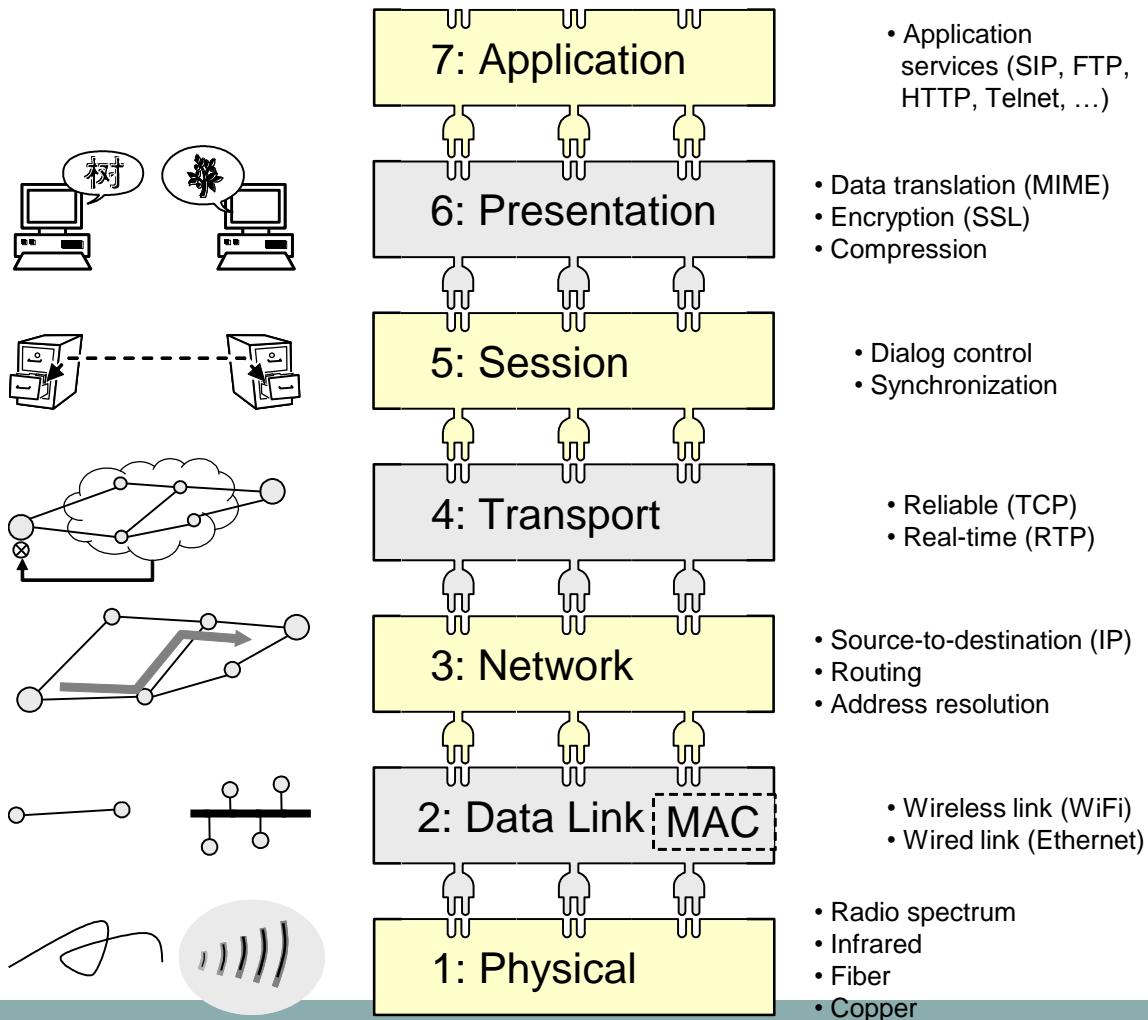 7: Application
• Application
services (SIP, FTP,
HTTP, Telnet, …)
树
6: Presentation
• Data translation (MIME)
• Encryption (SSL)
• Compression
5: Session
• Dialog control
• Synchronization
4: Transport
• Reliable (TCP)
• Real-time (RTP)
3: Network
• Source-to-destination (IP)
• Routing
• Address resolution
2: Data Link MAC
• Wireless link (WiFi)
• Wired link (Ethernet)
1: Physical
• Radio spectrum
• Infrared
• Fiber
• Copper